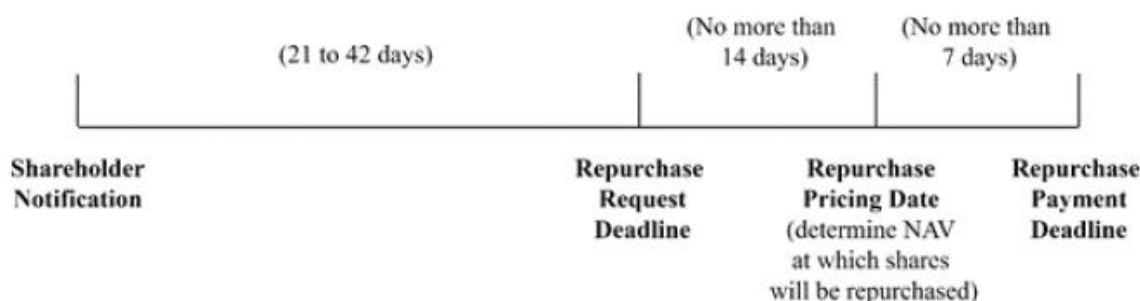 (21 to 42 days)
(No more than
14 days)
(No more than
7 days)
Shareholder
Notification
Repurchase
Request
Deadline
Repurchase
Pricing Date
(determine NAV
at which shares
will be repurchased)
Repurchase
Payment
Deadline